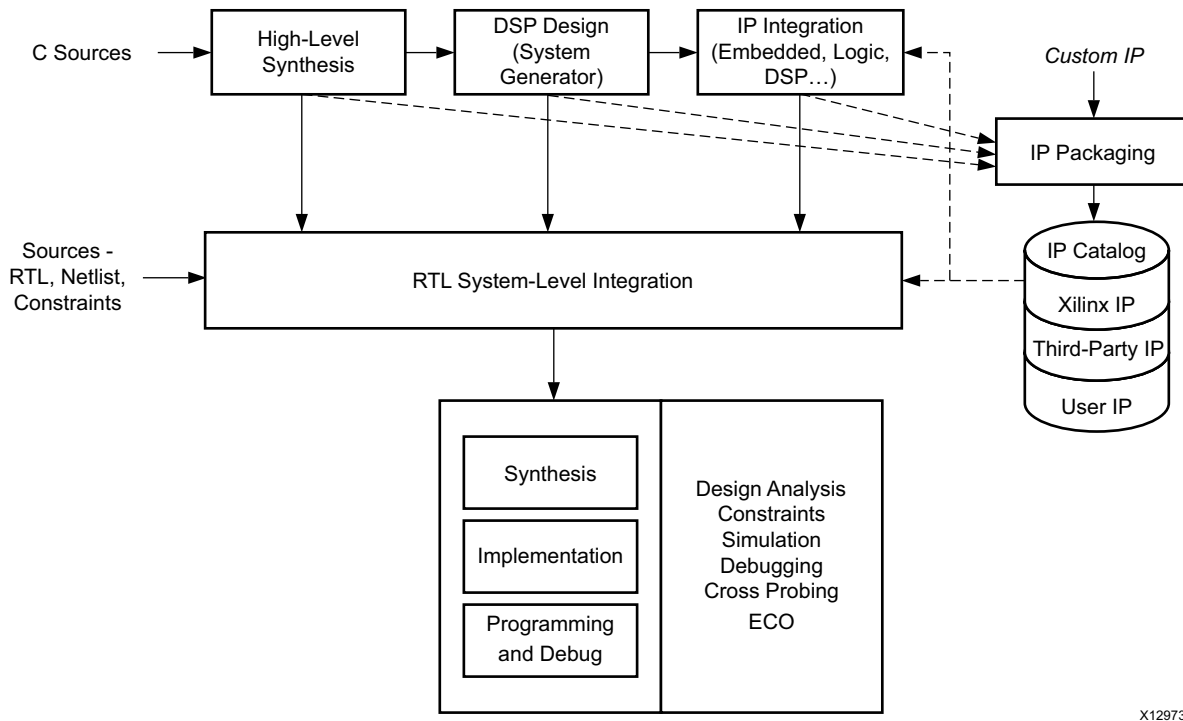 C Sources
High-Level
Synthesis
DSP Design
(System
Generator)
IP Integration
(Embedded, Logic,
DSP…)
Custom IP
IP Packaging
Sources -
RTL, Netlist,
Constraints
RTL System-Level Integration
IP Catalog
Xilinx IP
Third-Party IP
User IP
Synthesis
Implementation
Programming
and Debug
Design Analysis
Constraints
Simulation
Debugging
Cross Probing
ECO
X12973